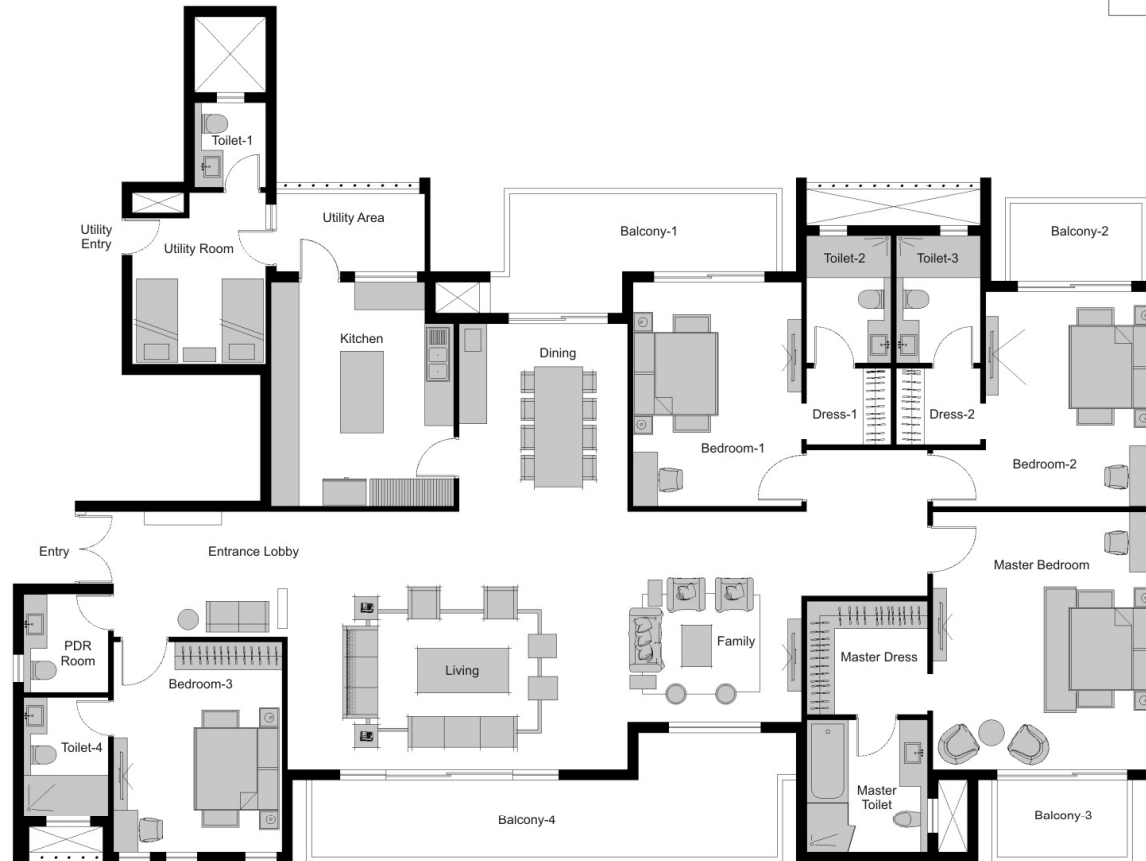 Toilet-1
Utility Area
Utility
Entry
Utility Room
Balcony-1
Balcony-2
Toilet-2
Toilet-3
Kitchen
Dining
Dress-1
Dress-2
Bedroom-1
Bedroom-2
Entry
Entrance Lobby
Master Bedroom
PDR
Room
Family
Master Dress
Living
Bedroom-3
Toilet-4
Master
Toilet
Balcony-4
Balcony-3